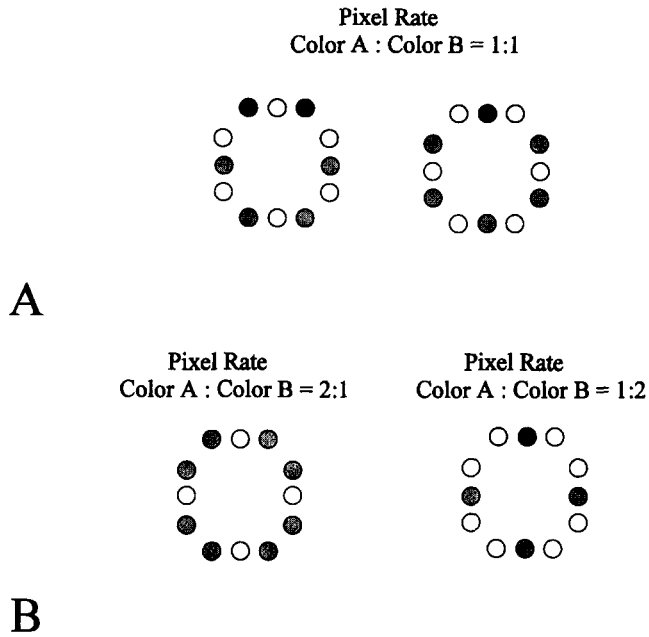 Pixel Rate
Color A : Color B = 1:1
A
Pixel Rate
Color A : Color B = 2:1
Pixel Rate
Color A : Color B = 1:2
B